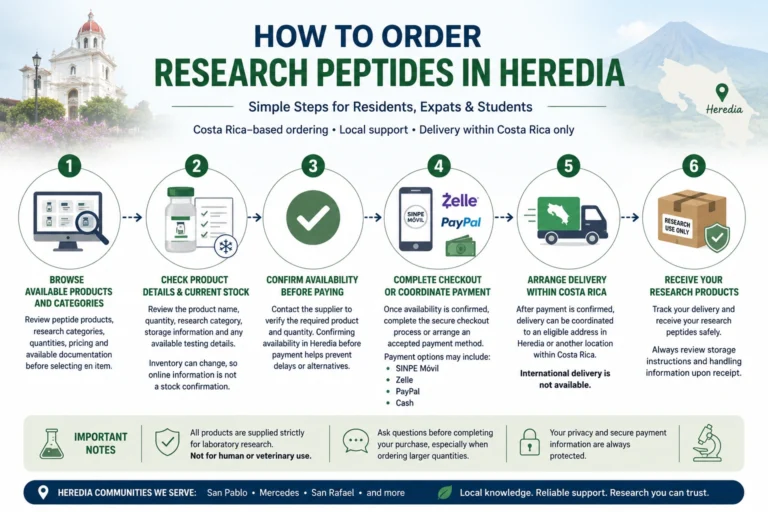 HOW TO ORDER
RESEARCH PEPTIDES IN HEREDIA
Simple Steps for Residents, Expats & Students
Costa Rica–based ordering • Local support • Delivery within Costa Rica only
Heredia
1
2
3
4
5
6
SINPE
MÓVIL
Zelle
PayPal
RESEARCH
USE ONLY
BROWSE
AVAILABLE PRODUCTS
AND CATEGORIES
Review peptide products,
research categories,
quantities, pricing and
available documentation
before selecting en item.
CHECK PRODUCT
DETAILS & CURRENT STOCK
Review the product name,
quantity, research category,
storage information and
any available testing details.
Inventory can change, so
online information is not
a stock confirmation.
CONFIRM AVAILABILITY
BEFORE PAYING
Contact the supplier to
verify the required product
and quantity. Confirming
availability in Heredia before
payment helps prevent
delays or alternatives.
COMPLETE CHECKOUT
OR COORDINATE PAYMENT
Once availability is confirmed,
complete the secure checkout
process or arrange an
accepted payment method.
Payment options may include:
• SINPE Móvil
• Zelle
• PayPal
• Cash
ARRANGE DELIVERY
WITHIN COSTA RICA
After payment is confirmed,
delivery can be coordinated
to an eligible address in
Heredia or another location
within Costa Rica.
International delivery is
not available.
RECEIVE YOUR
RESEARCH PRODUCTS
Track your delivery and
receive your research
peptides safely.
Always review storage
instructions and handling
information upon receipt.
IMPORTANT
NOTES
All products are supplied strictly
for laboratory research.
Not for human or veterinary use.
Ask questions before completing
your purchase, especially when
ordering larger quantities.
Your privacy and secure payment
information are always
protected.
HEREDIA COMMUNITIES WE SERVE: San Pablo • Mercedes • San Rafael • and more
Local knowledge. Reliable support. Research you can trust.